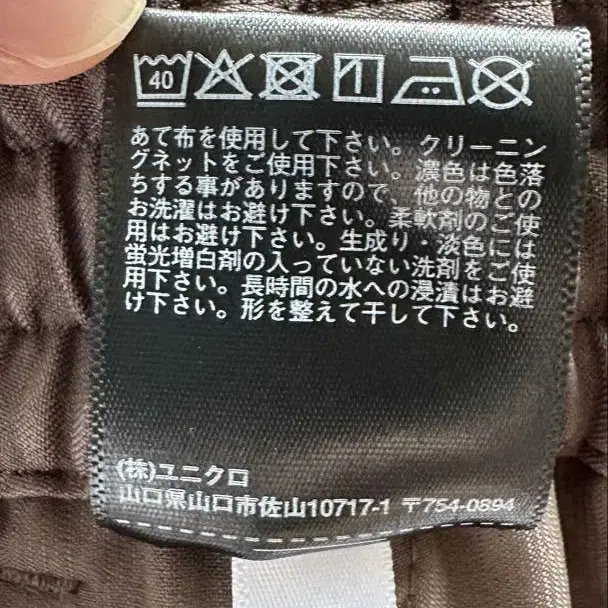 40
あて布を使用して下さい。クリーニン
グネットをご使用下さい。濃色は色落
ちする事がありますので、他の物との
お洗濯はお避け下さい。柔軟剤のご使
用はお避け下さい。生成り・淡色には
蛍光増白剤の入っていない洗剤をご使
用下さい。長時間の水への浸漬はお避
け下さい。形を整えて干して下さい。
(株)ユニクロ
山口県山口市佐山10717-1 〒754-0894